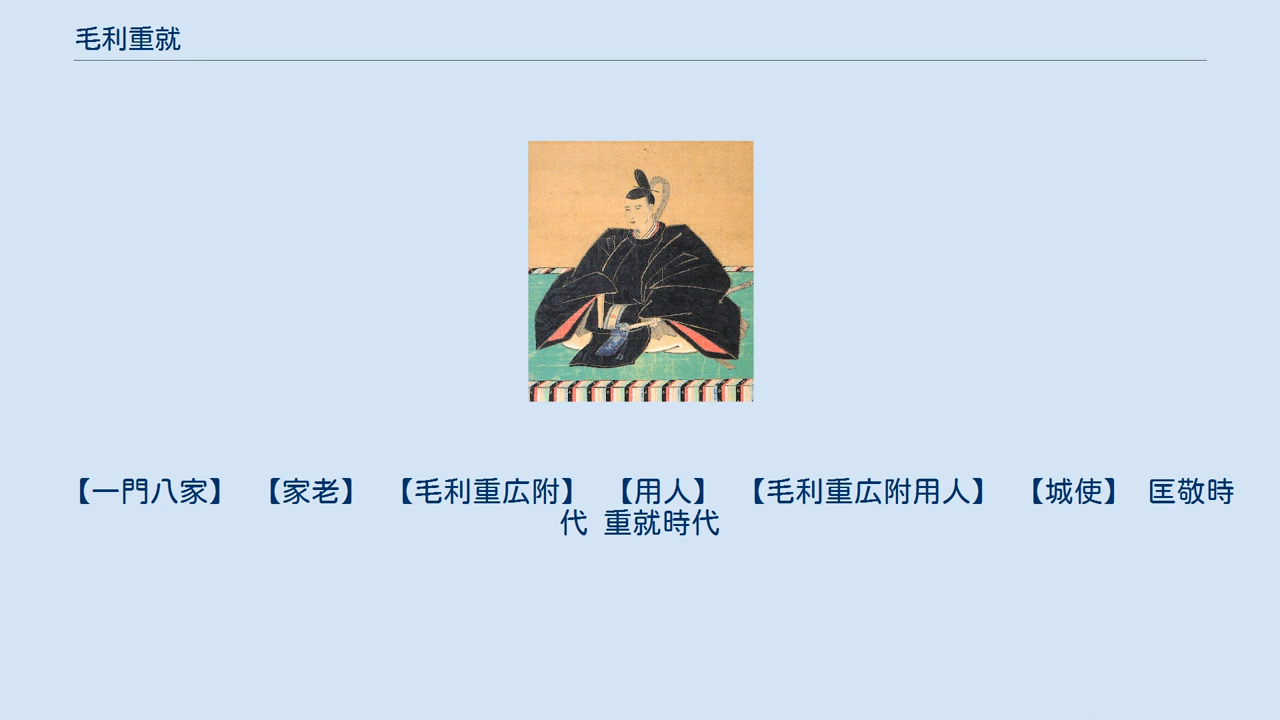 毛利重就
【一門八家】 【家老】 【毛利重広附】 【用人】 【毛利重広附用人】 【城使】 匡敬時
代 重就時代